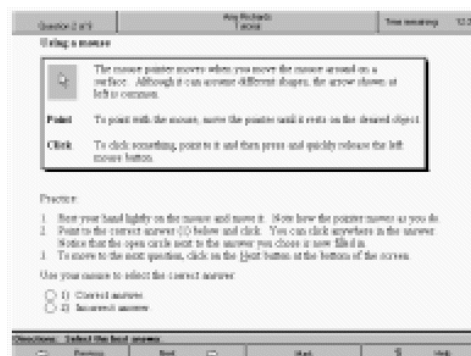 Question 2 of 9
Amy Richards
Tutorial
Time remaining
Using a mouse
The mouse pointer moves when you move the mouse around on a
surface. Although it can assume different shapes, the arrow shown at
left is common.
Point To point with the mouse, move the pointer until it rests on the desired object.
Click To click something, point to it and then press and quickly release the left
mouse button.
Practice:
1. Rest your hand lightly on the mouse and move it. Note how the pointer moves as you do.
2. Point to the correct answer (1) below and click. You can click anywhere in the answer.
Notice that the open circle next to the answer you chose is now filled in.
3. To move to the next question, click on the Next button at the bottom of the screen.
Use your mouse to select the correct answer
1) Correct answer
2) Incorrect answer
Directions: Select the best answer.
Previous Next Mark Help